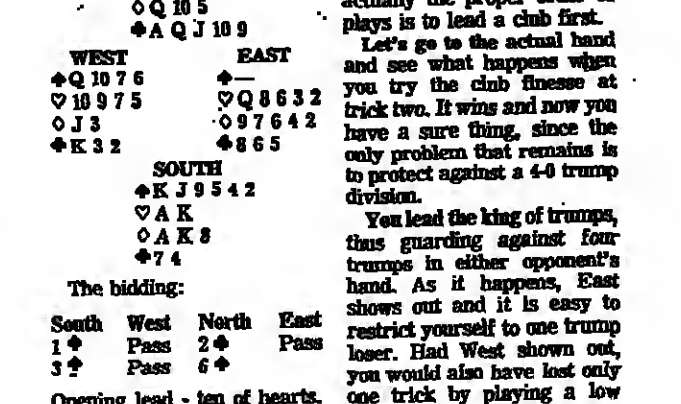 ◊ Q 10 5
♣ A Q J 10 9
WEST EAST
♠ Q 10 7 6 ♠ —
♡ 10 9 7 5 ♡ Q 8 6 3 2
◊ J 3 ◊ 9 7 6 4 2
♣ K 3 2 ♣ 8 6 5
SOUTH
♠ K J 9 5 4 2
♡ A K
◊ A K 8
♣ 7 4
The bidding:
South West North East
1 ♠ Pass 2 ♣ Pass
3 ♠ Pass 6 ♠
Opening lead - ten of hearts.
actually the proper
plays is to lead a club first.
Let's go to the actual hand
and see what happens when
you try the club finesse at
trick two. It wins and now you
have a sure thing, since the
only problem that remains is
to protect against a 4-0 trump
division.
You lead the king of trumps,
thus guarding against four
trumps in either opponent's
hand. As it happens, East
shows out and it is easy to
restrict yourself to one trump
loser. Had West shown out,
you would also have lost only
one trick by playing a low